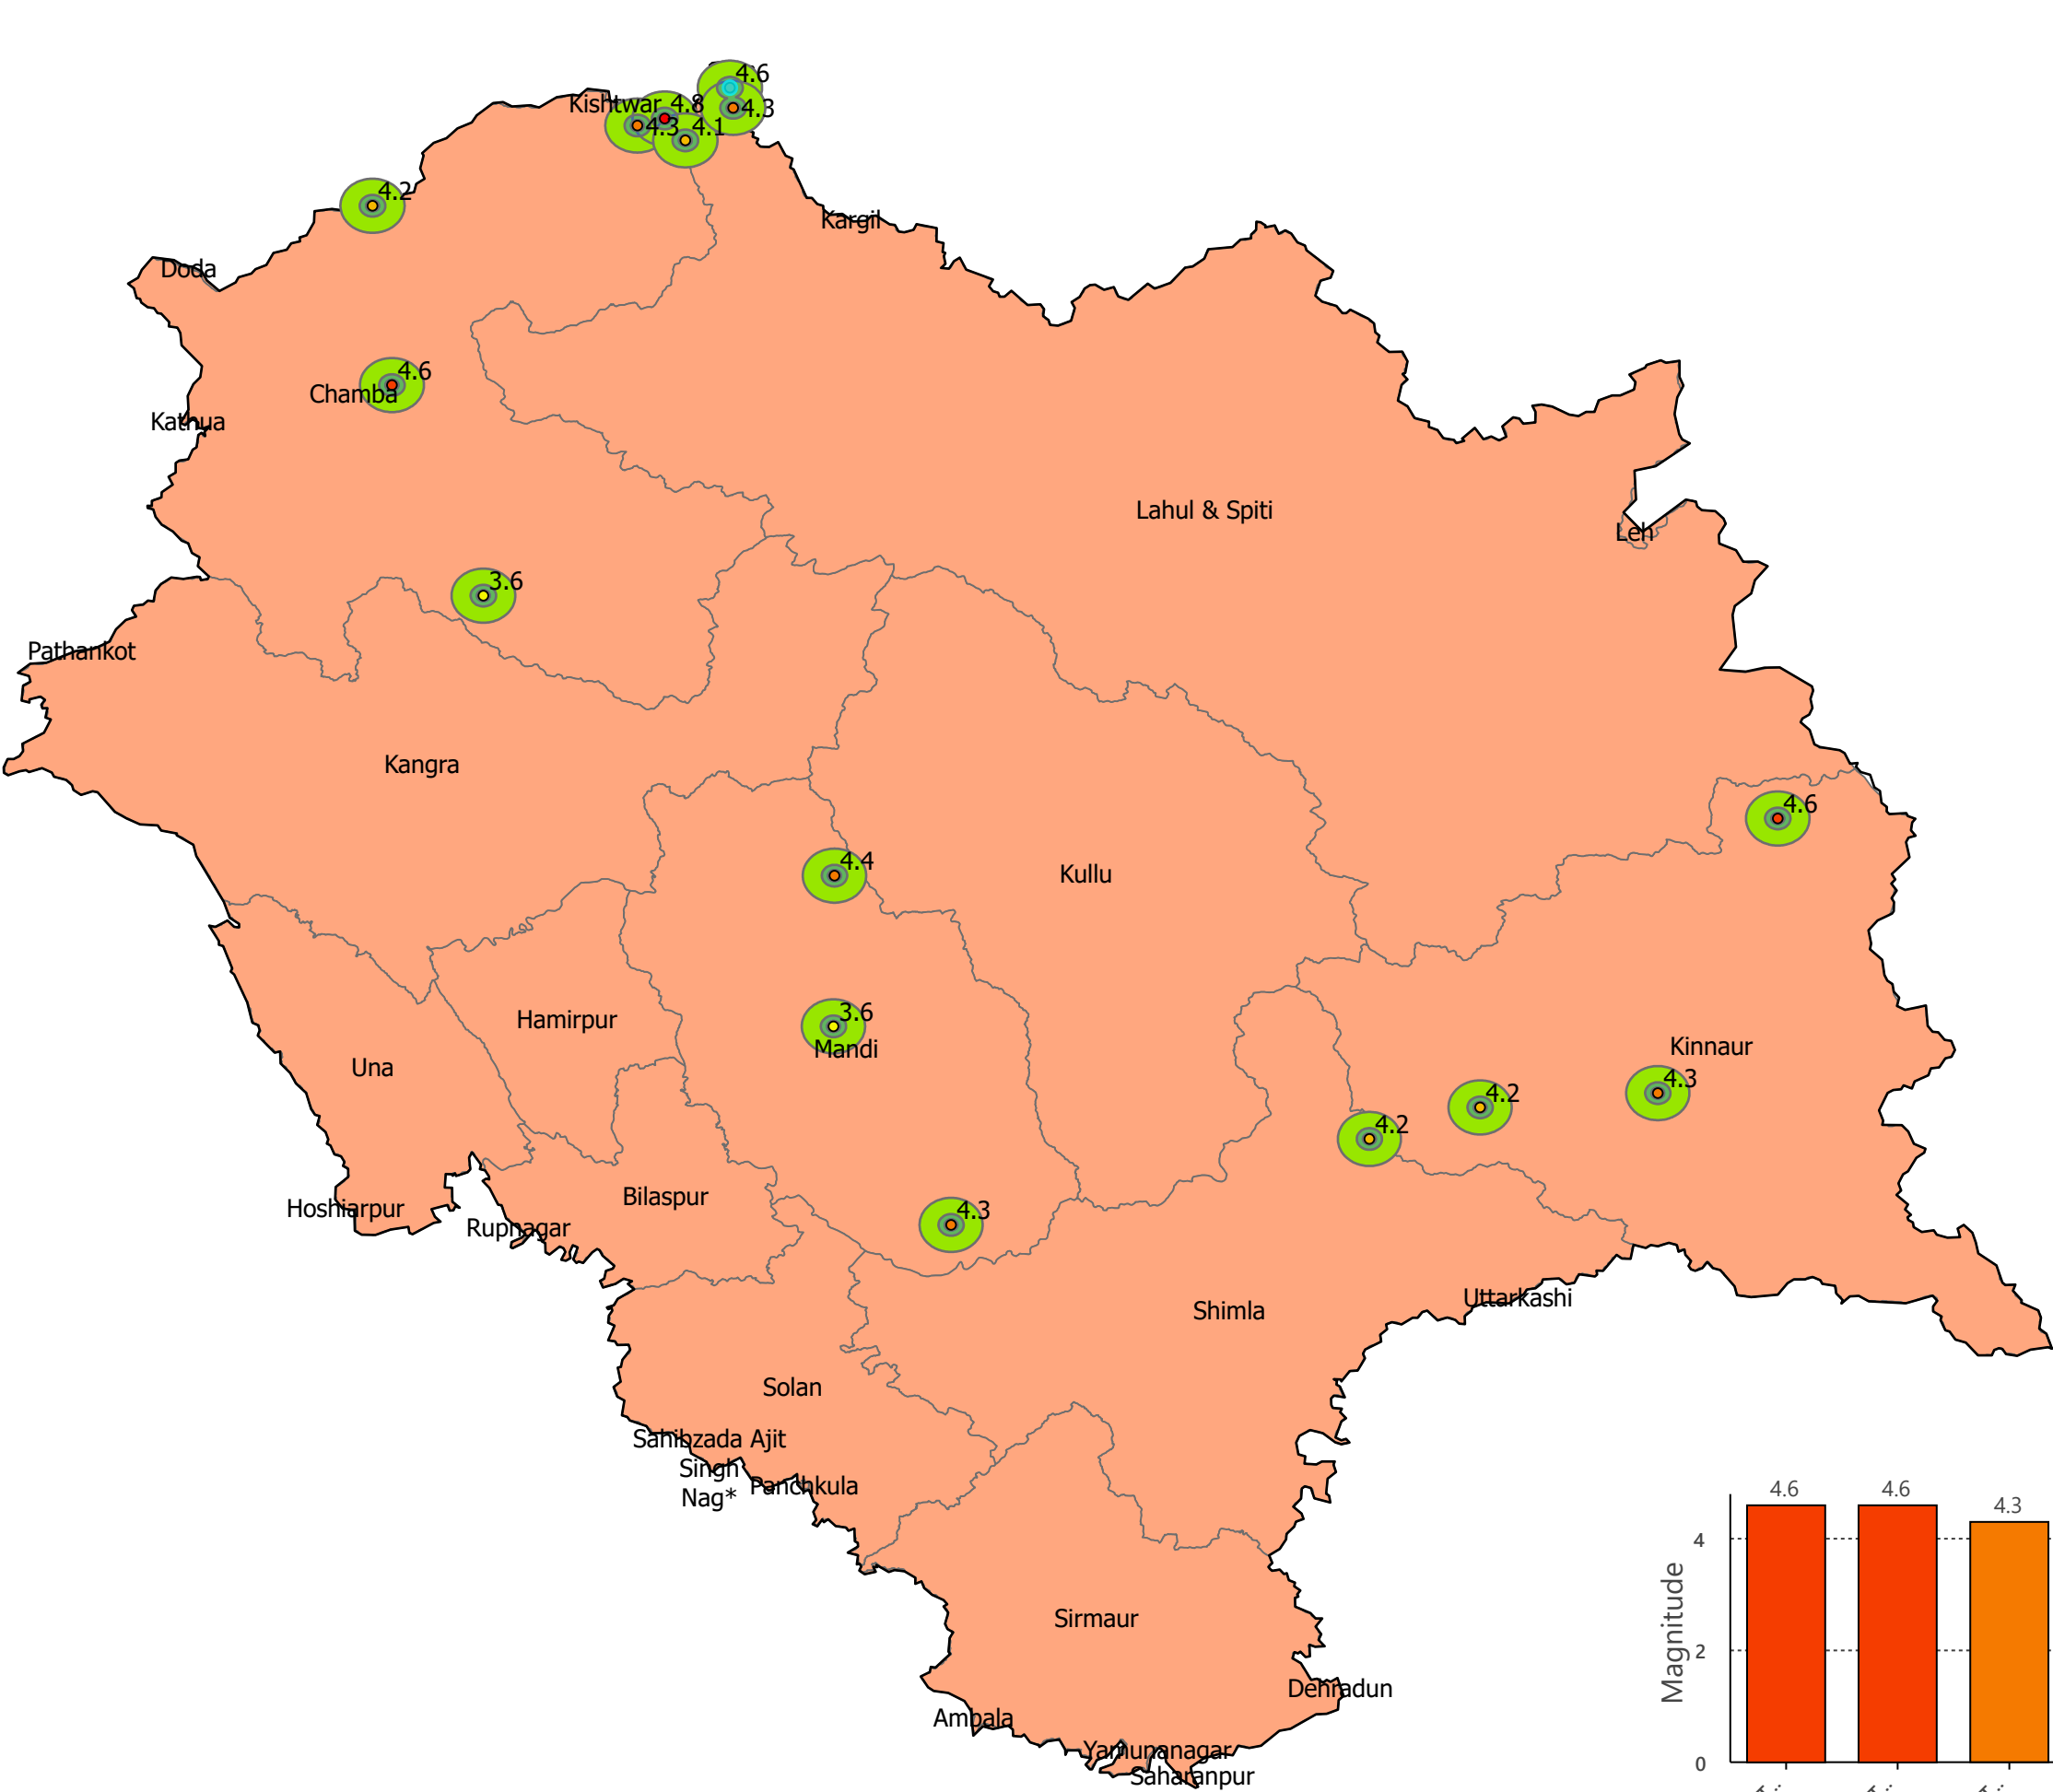 4.6
Kishtwar
4.8
4.3
4.3
4.1
4.2
Kargil
Doda
4.6
Chamba
Kathua
Lahul & Spiti
Leh
3.6
Pathankot
Kangra
4.6
4.4
Kullu
3.6
Hamirpur
Mandi
Kinnaur
Una
4.3
4.2
4.2
Bilaspur
Hoshiarpur
4.3
Rupnagar
Uttarkashi
Shimla
Solan
Sahibzada Ajit
Singh
Nag*
Panchkula
4.6
4.6
4.3
4
Magnitude
2
0
Sirmaur
Dehradun
Ambala
Yamunanagar
Saharanpur